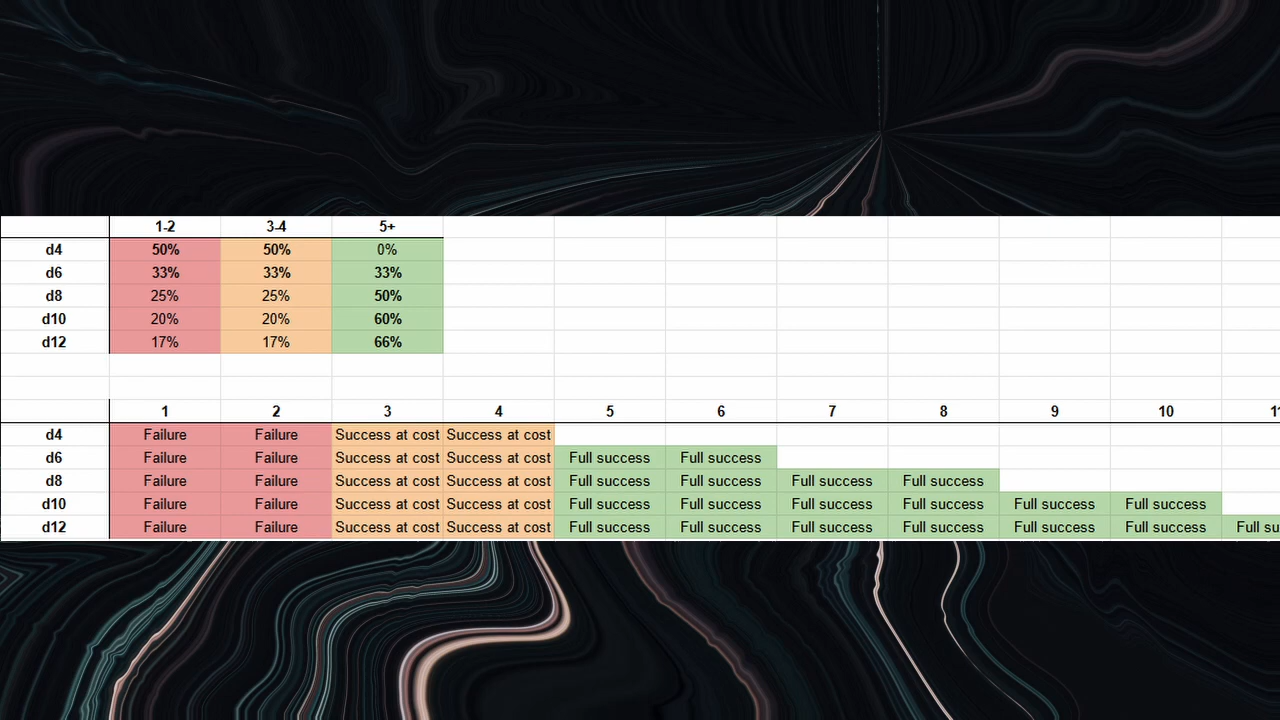 1-2 3-4 5+
d4 50% 50% 0%
d6 33% 33% 33%
d8 25% 25% 50%
d10 20% 20% 60%
d12 17% 17% 66%
1 2 3 4 5 6 7 8 9 10 11
d4 Failure Failure Success at cost Success at cost
d6 Failure Failure Success at cost Success at cost Full success Full success
d8 Failure Failure Success at cost Success at cost Full success Full success Full success Full success
d10 Failure Failure Success at cost Success at cost Full success Full success Full success Full success Full success Full success
d12 Failure Failure Success at cost Success at cost Full success Full success Full success Full success Full success Full success Full su